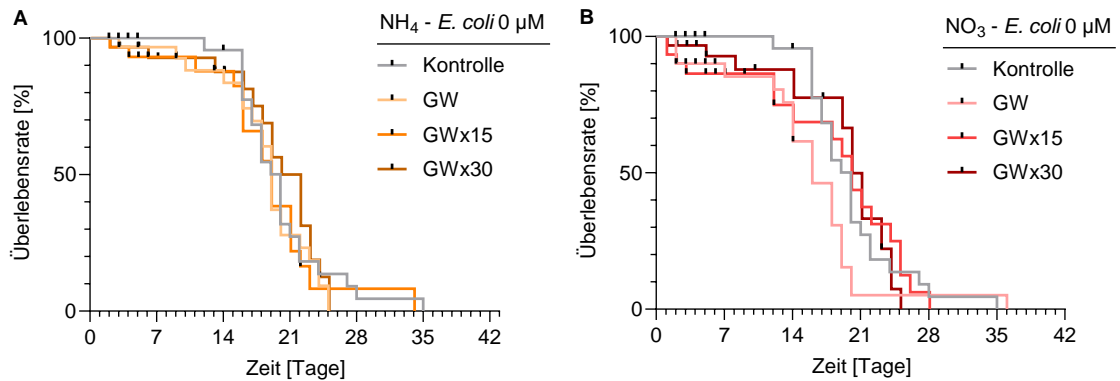 A
NH₄ - E. coli 0 µM
Kontrolle
GW
GWx15
GWx30
Überlebensrate [%]
100
50
0
0 7 14 21 28 35 42
Zeit [Tage]
B
NO₃ - E. coli 0 µM
Kontrolle
GW
GWx15
GWx30
Überlebensrate [%]
100
50
0
0 7 14 21 28 35 42
Zeit [Tage]